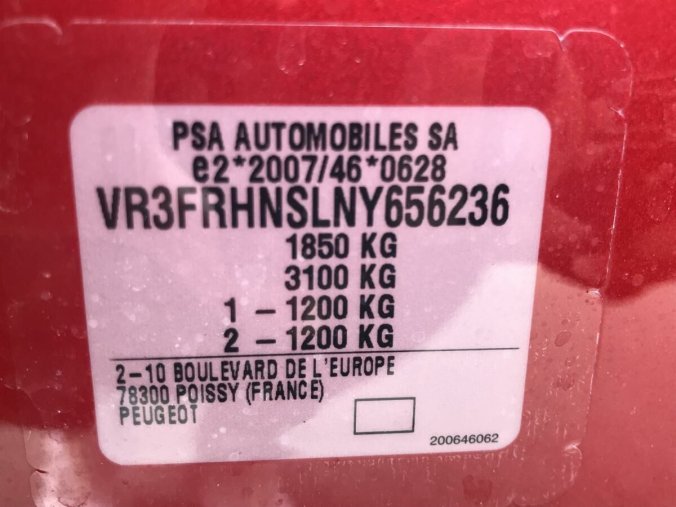 PSA AUTOMOBILES SA
e2*2007/46*0628
VR3FRHNSLNY656236
1850 KG
3100 KG
1 – 1200 KG
2 – 1200 KG
2–10 BOULEVARD DE L'EUROPE
78300 POISSY (FRANCE)
PEUGEOT
200646062